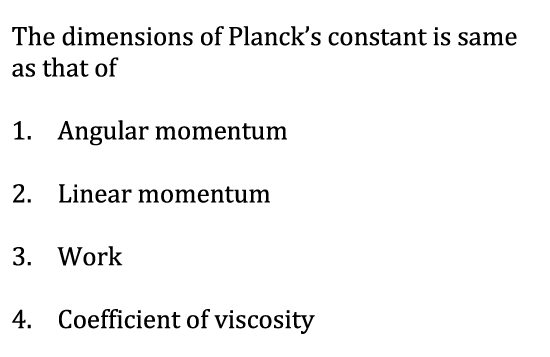 The dimensions of Planck’s constant is same
as that of
1. Angular momentum
2. Linear momentum
3. Work
4. Coefficient of viscosity